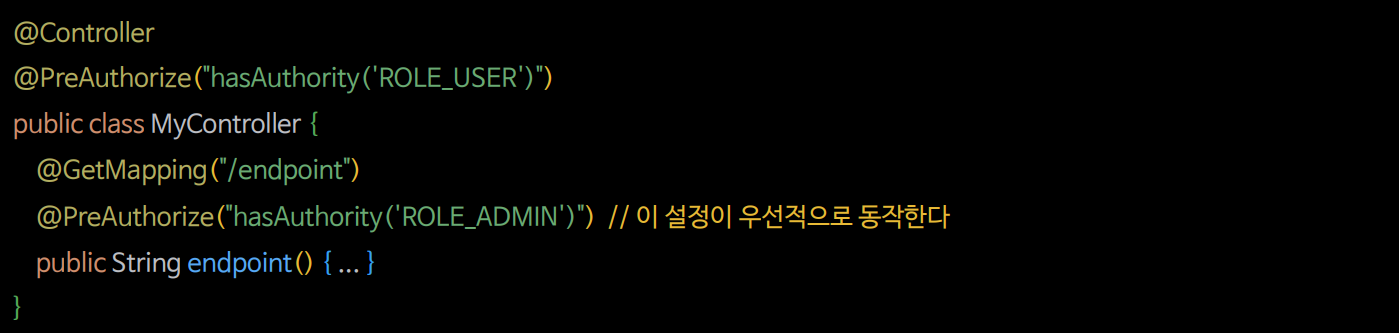 @Controller
@PreAuthorize("hasAuthority('ROLE_USER')")
public class MyController {
@GetMapping("/endpoint")
@PreAuthorize("hasAuthority('ROLE_ADMIN')") // 이 설정이 우선적으로 동작한다
public String endpoint() { ... }
}